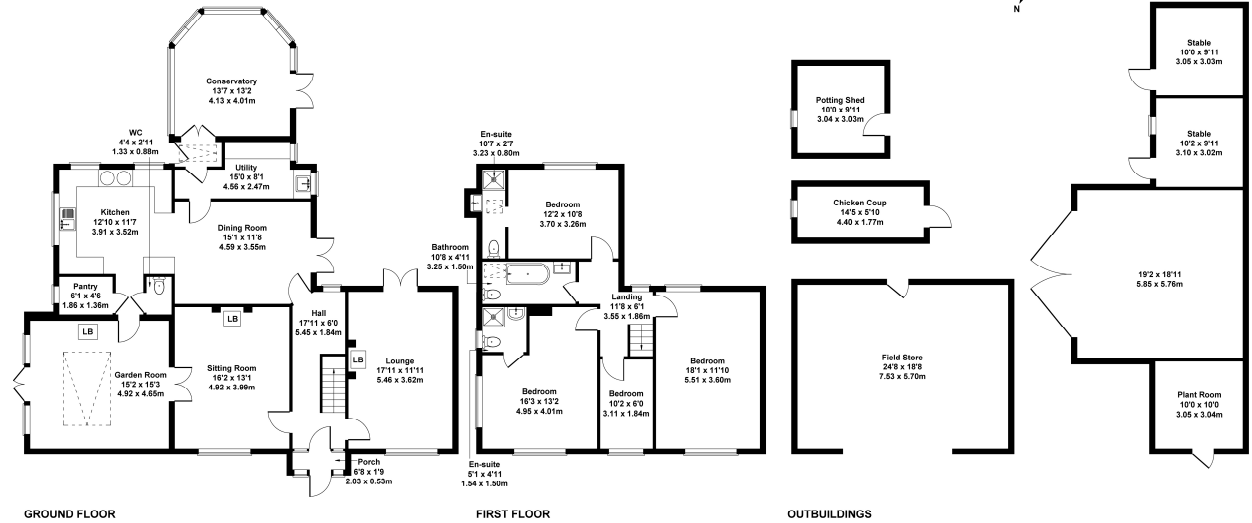 N
Conservatory
13'7 x 13'2
4.13 x 4.01m
WC
4'4 x 2'11
1.33 x 0.88m
Utility
15'0 x 8'1
4.56 x 2.47m
Kitchen
12'10 x 11'7
3.91 x 3.52m
Dining Room
15'1 x 11'8
4.59 x 3.55m
Pantry
6'1 x 4'6
1.86 x 1.36m
Hall
17'11 x 6'0
5.45 x 1.84m
LB
LB
LB
Garden Room
15'2 x 15'3
4.92 x 4.65m
Sitting Room
16'2 x 13'1
4.92 x 3.99m
Lounge
17'11 x 11'11
5.46 x 3.62m
Porch
6'8 x 1'9
2.03 x 0.53m
GROUND FLOOR
En-suite
10'7 x 2'7
3.23 x 0.80m
Bedroom
12'2 x 10'8
3.70 x 3.26m
Bathroom
10'8 x 4'11
3.25 x 1.50m
Landing
11'8 x 6'1
3.55 x 1.86m
Bedroom
16'3 x 13'2
4.95 x 4.01m
Bedroom
10'2 x 6'0
3.11 x 1.84m
Bedroom
18'1 x 11'10
5.51 x 3.60m
En-suite
5'1 x 4'11
1.54 x 1.50m
FIRST FLOOR
Potting Shed
10'0 x 9'11
3.04 x 3.03m
Chicken Coup
14'5 x 5'10
4.40 x 1.77m
Field Store
24'8 x 18'8
7.53 x 5.70m
Stable
10'0 x 9'11
3.05 x 3.03m
Stable
10'2 x 9'11
3.10 x 3.02m
19'2 x 18'11
5.85 x 5.76m
Plant Room
10'0 x 10'0
3.05 x 3.04m
OUTBUILDINGS